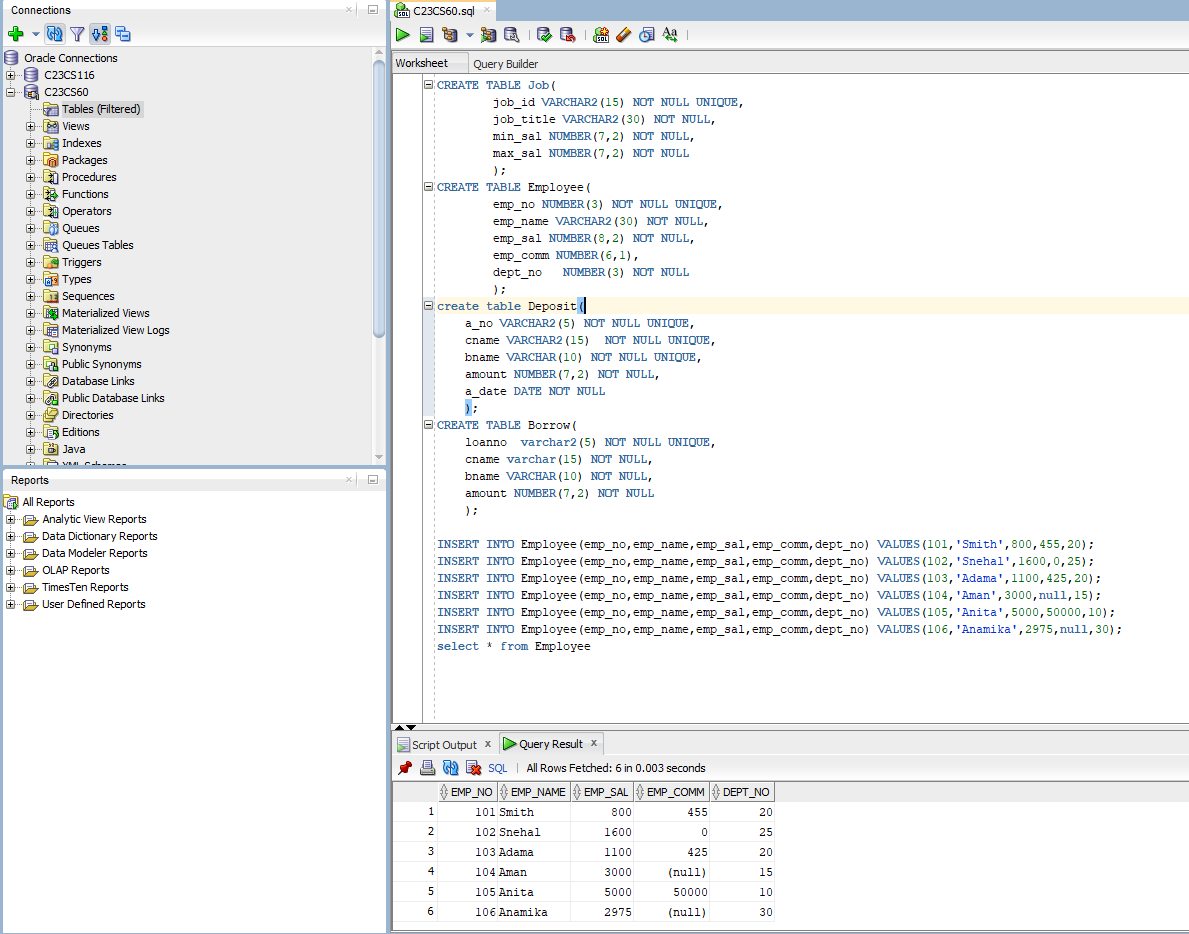 Connections
Oracle Connections
C23CS116
C23CS60
Tables (Filtered)
Views
Indexes
Packages
Procedures
Functions
Operators
Queues
Queues Tables
Triggers
Types
Sequences
Materialized Views
Materialized View Logs
Synonyms
Public Synonyms
Database Links
Public Database Links
Directories
Editions
Java
XML Schemas
Reports
All Reports
Analytic View Reports
Data Dictionary Reports
Data Modeler Reports
OLAP Reports
TimesTen Reports
User Defined Reports
C23CS60.sql
Worksheet Query Builder
CREATE TABLE Job(
job_id VARCHAR2(15) NOT NULL UNIQUE,
job_title VARCHAR2(30) NOT NULL,
min_sal NUMBER(7,2) NOT NULL,
max_sal NUMBER(7,2) NOT NULL
);
CREATE TABLE Employee(
emp_no NUMBER(3) NOT NULL UNIQUE,
emp_name VARCHAR2(30) NOT NULL,
emp_sal NUMBER(8,2) NOT NULL,
emp_comm NUMBER(6,1),
dept_no NUMBER(3) NOT NULL
);
create table Deposit(
a_no VARCHAR2(5) NOT NULL UNIQUE,
cname VARCHAR2(15) NOT NULL UNIQUE,
bname VARCHAR(10) NOT NULL UNIQUE,
amount NUMBER(7,2) NOT NULL,
a_date DATE NOT NULL
);
CREATE TABLE Borrow(
loanno varchar2(5) NOT NULL UNIQUE,
cname varchar(15) NOT NULL,
bname VARCHAR(10) NOT NULL,
amount NUMBER(7,2) NOT NULL
);
INSERT INTO Employee(emp_no,emp_name,emp_sal,emp_comm,dept_no) VALUES(101,'Smith',800,455,20);
INSERT INTO Employee(emp_no,emp_name,emp_sal,emp_comm,dept_no) VALUES(102,'Snehal',1600,0,25);
INSERT INTO Employee(emp_no,emp_name,emp_sal,emp_comm,dept_no) VALUES(103,'Adama',1100,425,20);
INSERT INTO Employee(emp_no,emp_name,emp_sal,emp_comm,dept_no) VALUES(104,'Aman',3000,null,15);
INSERT INTO Employee(emp_no,emp_name,emp_sal,emp_comm,dept_no) VALUES(105,'Anita',5000,50000,10);
INSERT INTO Employee(emp_no,emp_name,emp_sal,emp_comm,dept_no) VALUES(106,'Anamika',2975,null,30);
select * from Employee
Script Output Query Result
SQL All Rows Fetched: 6 in 0.003 seconds
EMP_NO EMP_NAME EMP_SAL EMP_COMM DEPT_NO
1 101 Smith 800 455 20
2 102 Snehal 1600 0 25
3 103 Adama 1100 425 20
4 104 Aman 3000 (null) 15
5 105 Anita 5000 50000 10
6 106 Anamika 2975 (null) 30